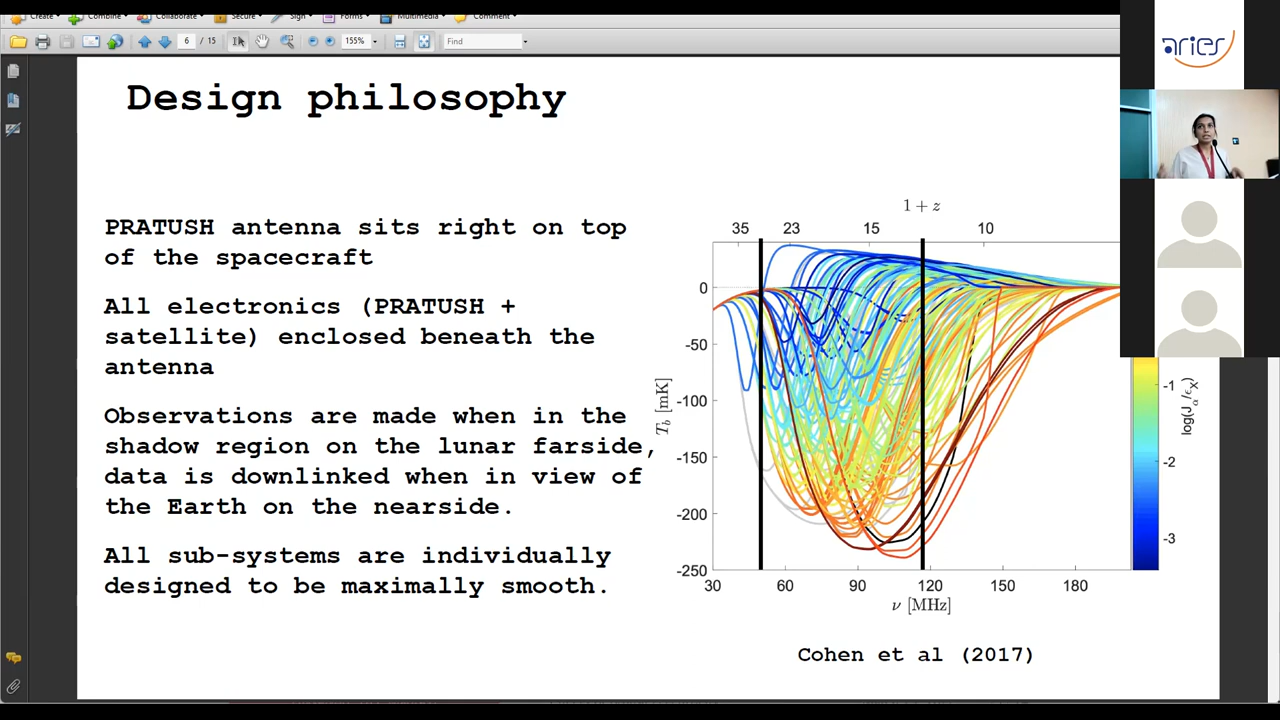 Create
Combine
Collaborate
Secure
Sign
Forms
Multimedia
Comment
6 / 15
155%
Find
aries
Design philosophy
PRATUSH antenna sits right on top
of the spacecraft
All electronics (PRATUSH +
satellite) enclosed beneath the
antenna
Observations are made when in the
shadow region on the lunar farside,
data is downlinked when in view of
the Earth on the nearside.
All sub-systems are individually
designed to be maximally smooth.
1 + z
35 23 15 10
0
-50
-100
-150
-200
-250
T_b [mK]
30 60 90 120 150 180
ν [MHz]
-1
-2
-3
Cohen et al (2017)